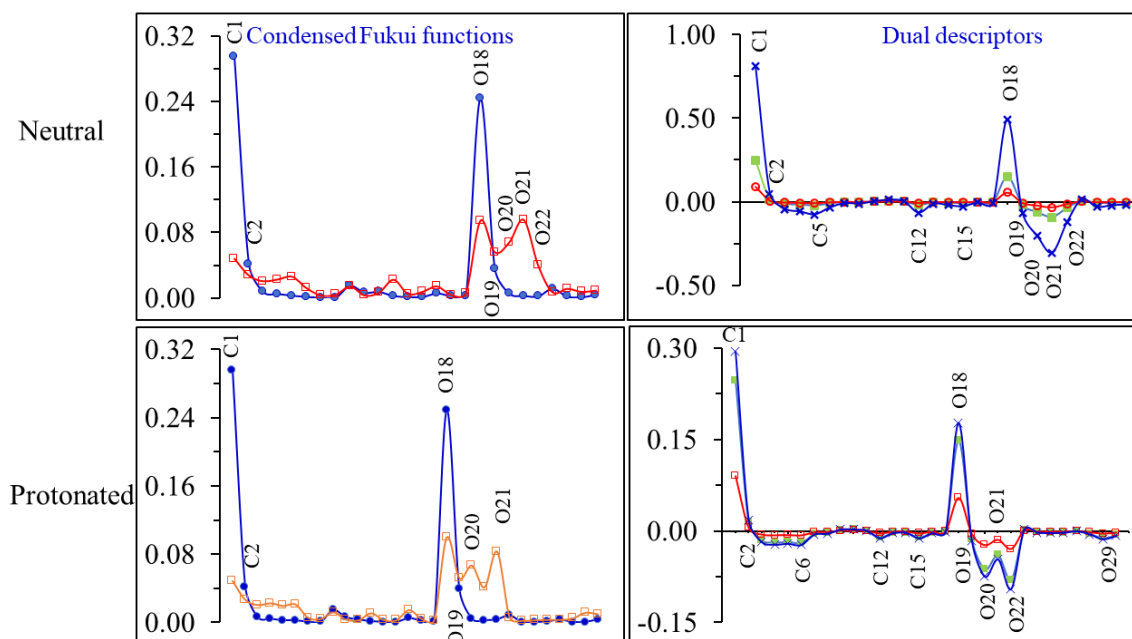 Condensed Fukui functions
Dual descriptors
Neutral
0.32
0.24
0.16
0.08
0.00
C1
C2
O18
O19
O20
O21
O22
1.00
0.50
0.00
-0.50
C1
C2
C5
C12
C15
O18
O19
O20
O21
O22
Protonated
0.32
0.24
0.16
0.08
0.00
C1
C2
O18
O19
O20
O21
0.30
0.15
0.00
-0.15
C1
C2
C6
C12
C15
O18
O19
O20
O21
O22
O29